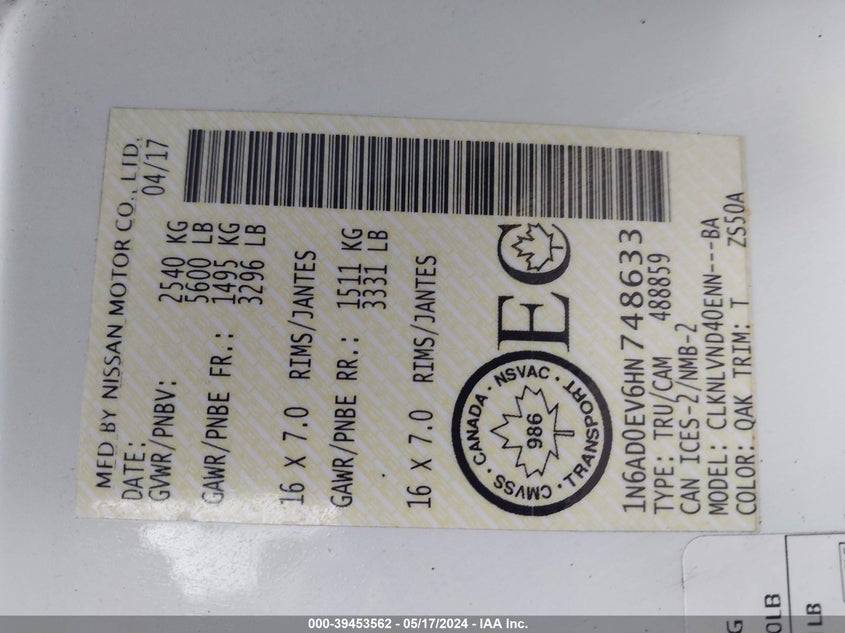 MFD BY NISSAN MOTOR CO., LTD.
DATE: 04/17
GVWR/PNBV: 2540 KG
5600 LB
GAWR/PNBE FR.: 1495 KG
3296 LB
16 X 7.0 RIMS/JANTES
GAWR/PNBE RR.: 1511 KG
3331 LB
16 X 7.0 RIMS/JANTES
CANADA · NSVAC · TRANSPORT · CMVSS ·
986
EC
1N6AD0EV6HN748633
TYPE: TRU/CAM 488859
CAN ICES-2/NMB-2
MODEL: CLKNLVND40ENN---BA
COLOR: QAK TRIM: T ZS50A
LB
000-39453562 - 05/17/2024 - IAA Inc.